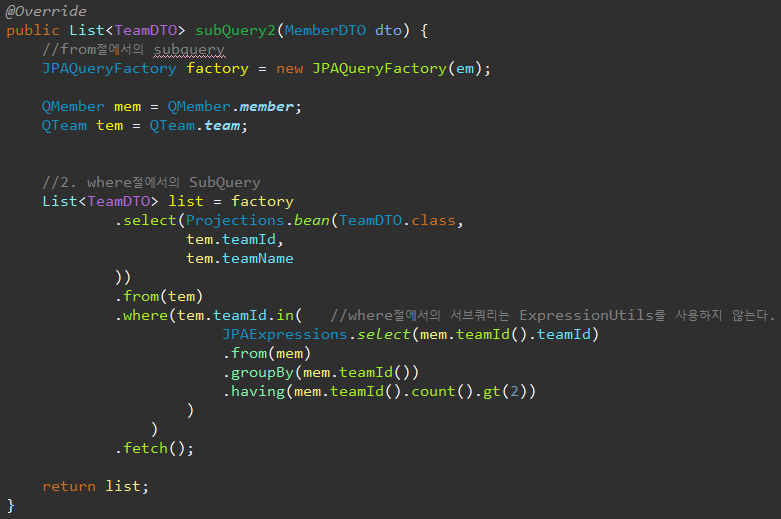 @Override
public List<TeamDTO> subQuery2(MemberDTO dto) {
//from절에서의 subquery
JPAQueryFactory factory = new JPAQueryFactory(em);
QMember mem = QMember.member;
QTeam tem = QTeam.team;
//2. where절에서의 SubQuery
List<TeamDTO> list = factory
.select(Projections.bean(TeamDTO.class,
tem.teamId,
tem.teamName
))
.from(tem)
.where(tem.teamId.in( //where절에서의 서브쿼리는 ExpressionUtils를 사용하지 않는다.
JPAExpressions.select(mem.teamId().teamId)
.from(mem)
.groupBy(mem.teamId())
.having(mem.teamId().count().gt(2))
)
)
.fetch();
return list;
}